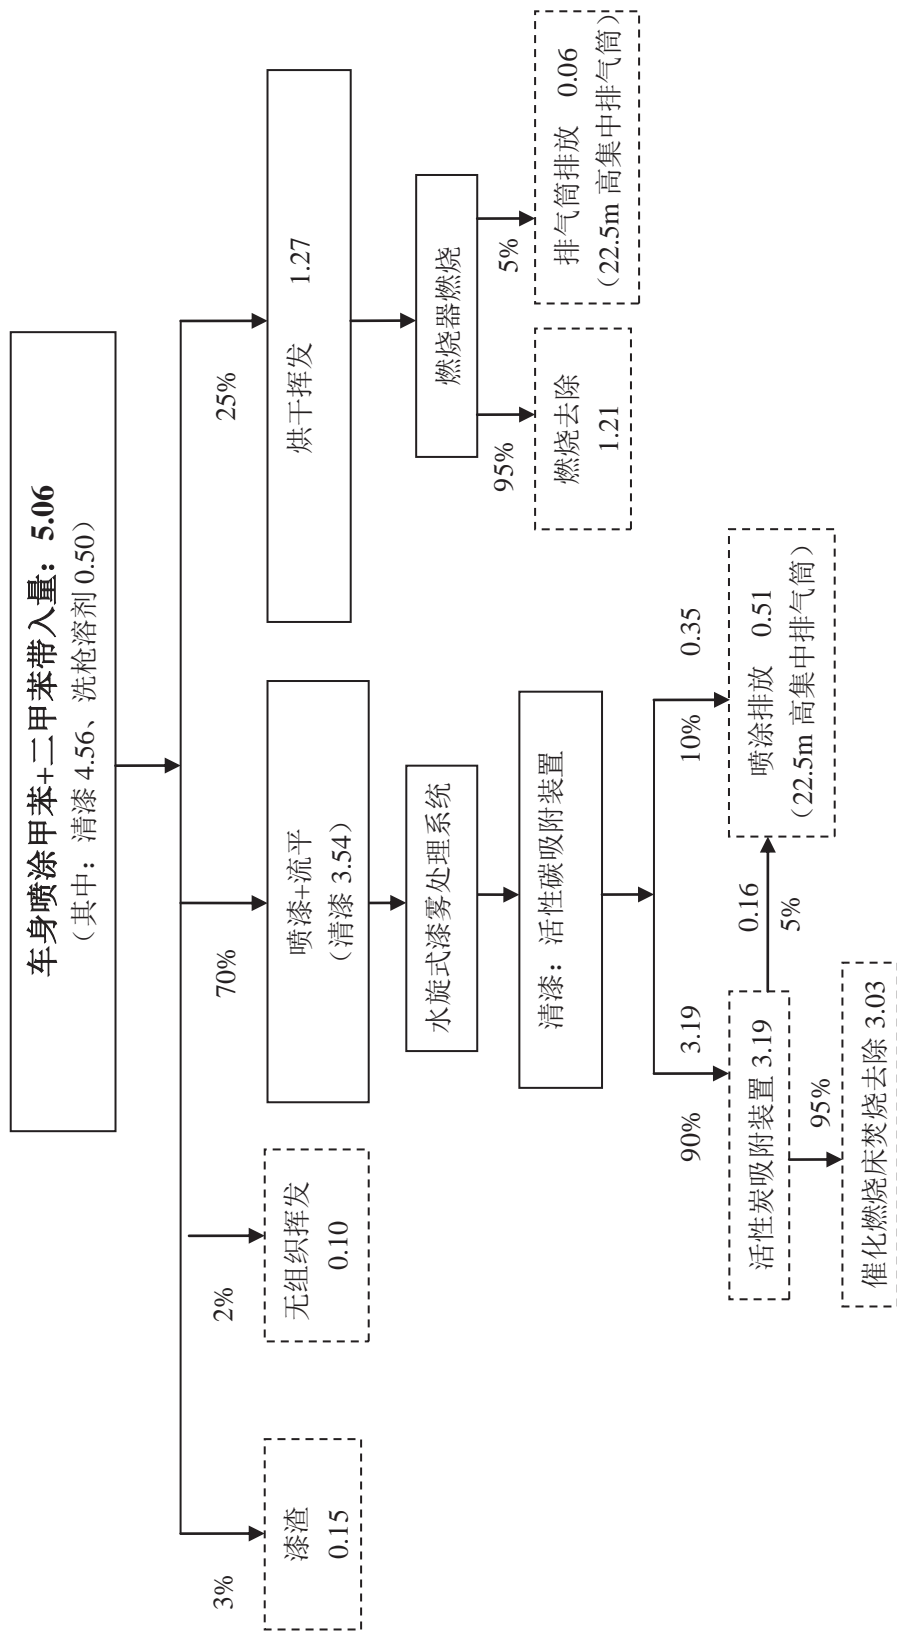 车身喷涂甲苯+二甲苯带入量：5.06
（其中：清漆 4.56、洗枪溶剂 0.50）
3%
2%
70%
25%
漆渣
0.15
无组织挥发
0.10
喷漆+流平
（清漆 3.54）
烘干挥发 1.27
水旋式漆雾处理系统
燃烧器燃烧
清漆：活性碳吸附装置
95%
5%
燃烧去除
1.21
排气筒排放 0.06
（22.5m 高集中排气筒）
90%
3.19
10%
0.35
活性炭吸附装置 3.19
0.16
5%
喷涂排放 0.51
（22.5m 高集中排气筒）
95%
催化燃烧床焚烧去除 3.03